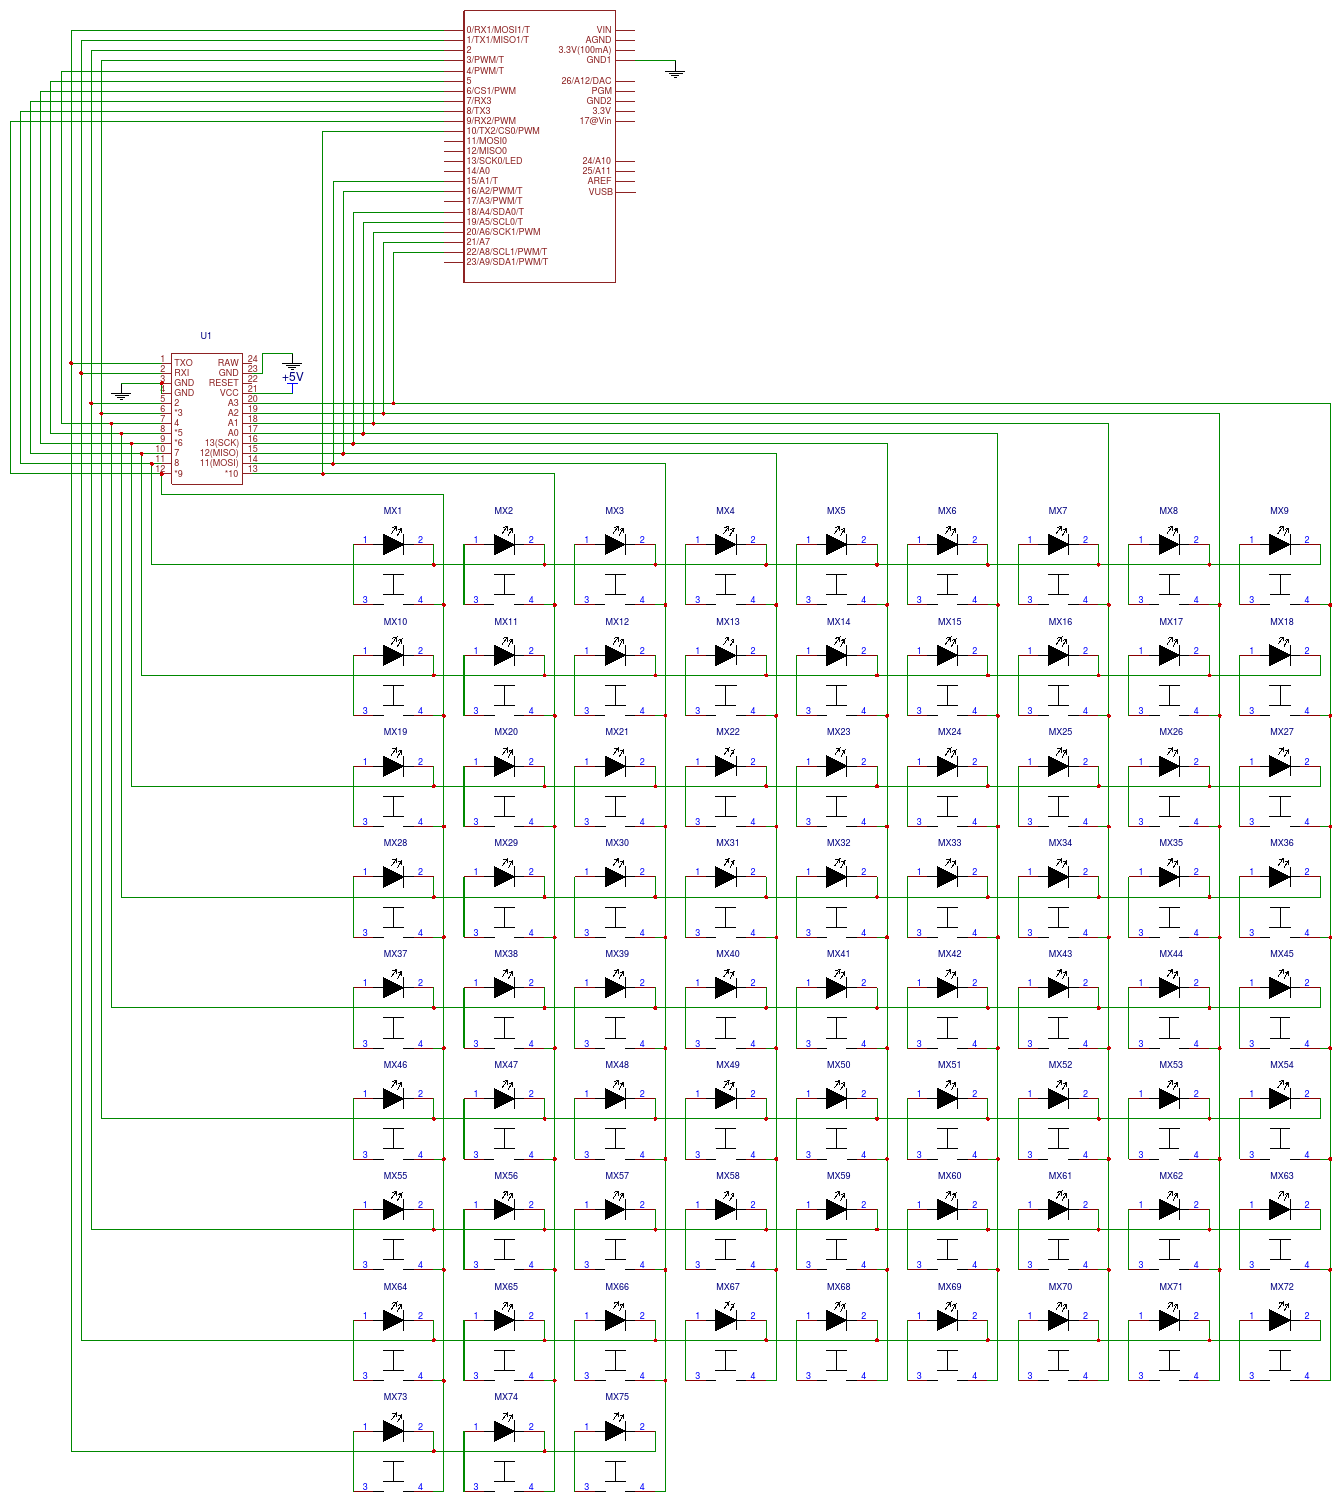 0/RX1/MOSI1/T VIN
1/TX1/MISO1/T AGND
2 3.3V(100mA)
3/PWM/T GND1
4/PWM/T
5 26/A12/DAC
6/CS1/PWM PGM
7/RX3 GND2
8/TX3 3.3V
9/RX2/PWM 17@Vin
10/TX2/CS0/PWM
11/MOSI0
12/MISO0
13/SCK0/LED 24/A10
14/A0 25/A11
15/A1/T AREF
16/A2/PWM/T VUSB
17/A3/PWM/T
18/A4/SDA0/T
19/A5/SCL0/T
20/A6/SCK1/PWM
21/A7
22/A8/SCL1/PWM/T
23/A9/SDA1/PWM/T
U1
1 TXO RAW 24
2 RXI GND 23
3 GND RESET 22 +5V
4 GND VCC 21
5 2 A3 20
6 *3 A2 19
7 4 A1 18
8 *5 A0 17
9 *6 13(SCK) 16
10 7 12(MISO) 15
11 8 11(MOSI) 14
12 *9 *10 13
MX1 MX2 MX3 MX4 MX5 MX6 MX7 MX8 MX9
1 2 1 2 1 2 1 2 1 2 1 2 1 2 1 2 1 2
3 4 3 4 3 4 3 4 3 4 3 4 3 4 3 4 3 4
MX10 MX11 MX12 MX13 MX14 MX15 MX16 MX17 MX18
1 2 1 2 1 2 1 2 1 2 1 2 1 2 1 2 1 2
3 4 3 4 3 4 3 4 3 4 3 4 3 4 3 4 3 4
MX19 MX20 MX21 MX22 MX23 MX24 MX25 MX26 MX27
1 2 1 2 1 2 1 2 1 2 1 2 1 2 1 2 1 2
3 4 3 4 3 4 3 4 3 4 3 4 3 4 3 4 3 4
MX28 MX29 MX30 MX31 MX32 MX33 MX34 MX35 MX36
1 2 1 2 1 2 1 2 1 2 1 2 1 2 1 2 1 2
3 4 3 4 3 4 3 4 3 4 3 4 3 4 3 4 3 4
MX37 MX38 MX39 MX40 MX41 MX42 MX43 MX44 MX45
1 2 1 2 1 2 1 2 1 2 1 2 1 2 1 2 1 2
3 4 3 4 3 4 3 4 3 4 3 4 3 4 3 4 3 4
MX46 MX47 MX48 MX49 MX50 MX51 MX52 MX53 MX54
1 2 1 2 1 2 1 2 1 2 1 2 1 2 1 2 1 2
3 4 3 4 3 4 3 4 3 4 3 4 3 4 3 4 3 4
MX55 MX56 MX57 MX58 MX59 MX60 MX61 MX62 MX63
1 2 1 2 1 2 1 2 1 2 1 2 1 2 1 2 1 2
3 4 3 4 3 4 3 4 3 4 3 4 3 4 3 4 3 4
MX64 MX65 MX66 MX67 MX68 MX69 MX70 MX71 MX72
1 2 1 2 1 2 1 2 1 2 1 2 1 2 1 2 1 2
3 4 3 4 3 4 3 4 3 4 3 4 3 4 3 4 3 4
MX73 MX74 MX75
1 2 1 2 1 2
3 4 3 4 3 4